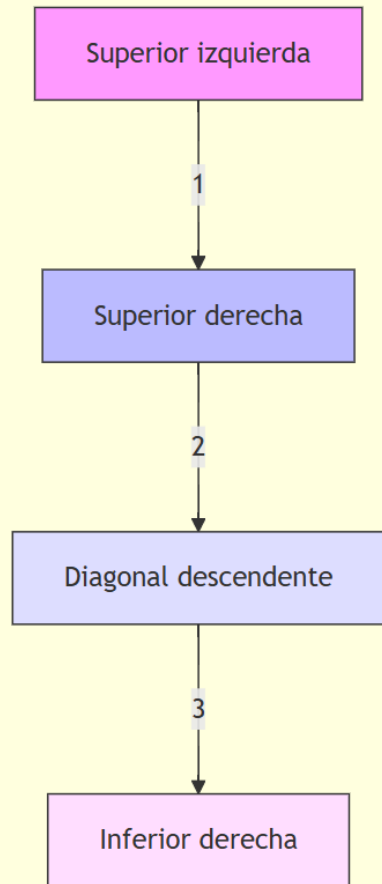 Superior izquierda
1
Superior derecha
2
Diagonal descendente
3
Inferior derecha